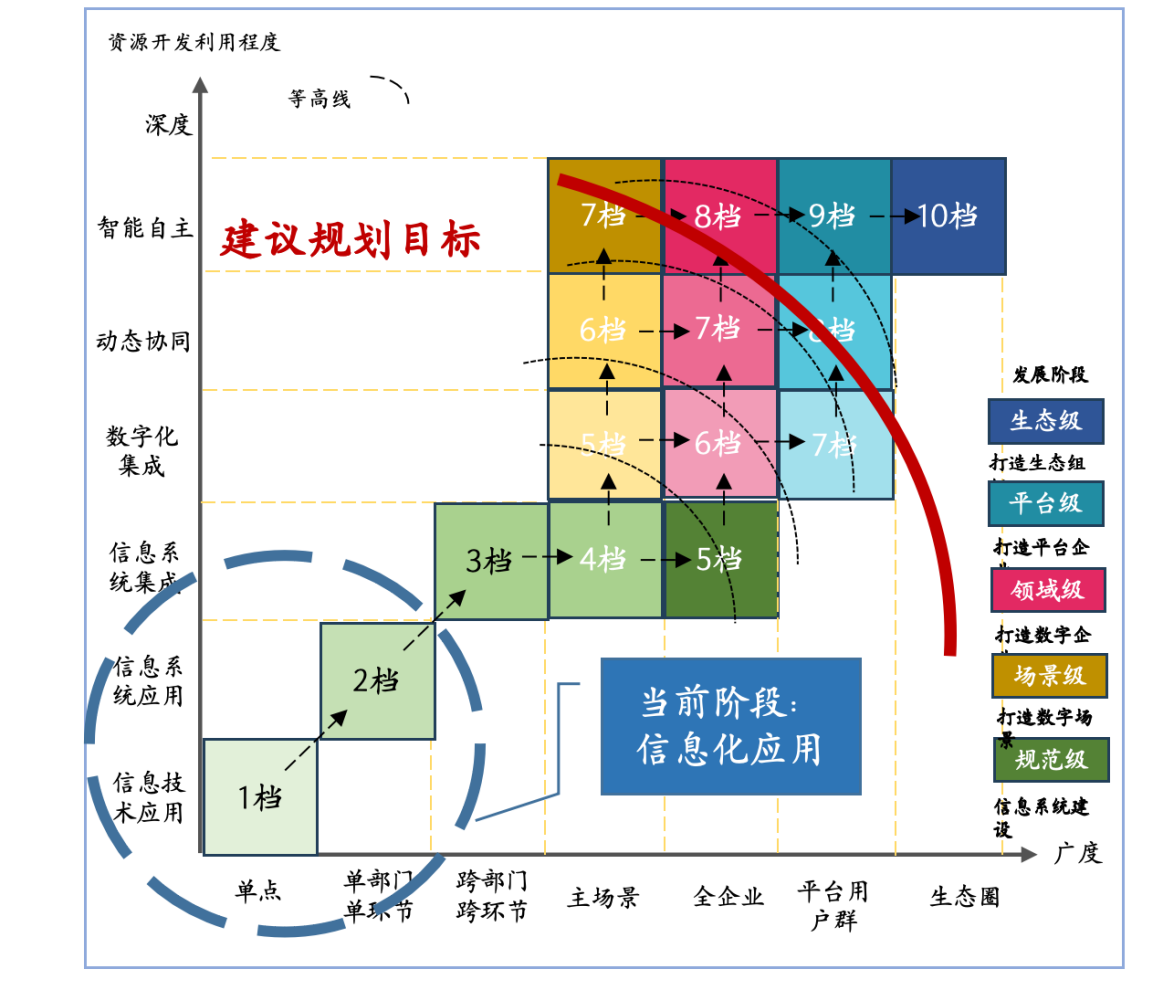 资源开发利用程度
等高线
深度
智能自主
建议规划目标
7档
8档
9档
10档
动态协同
6档
7档
8档
发展阶段
生态级
数字化
集成
5档
6档
7档
打造生态组
平台级
信息系
统集成
3档
4档
5档
打造平台企
领域级
打造数字企
信息系
统应用
2档
当前阶段:
信息化应用
场景级
打造数字场
景
规范级
信息技
术应用
1档
信息系统建
设
广度
单点
单部门
单环节
跨部门
跨环节
主场景
全企业
平台用
户群
生态圈